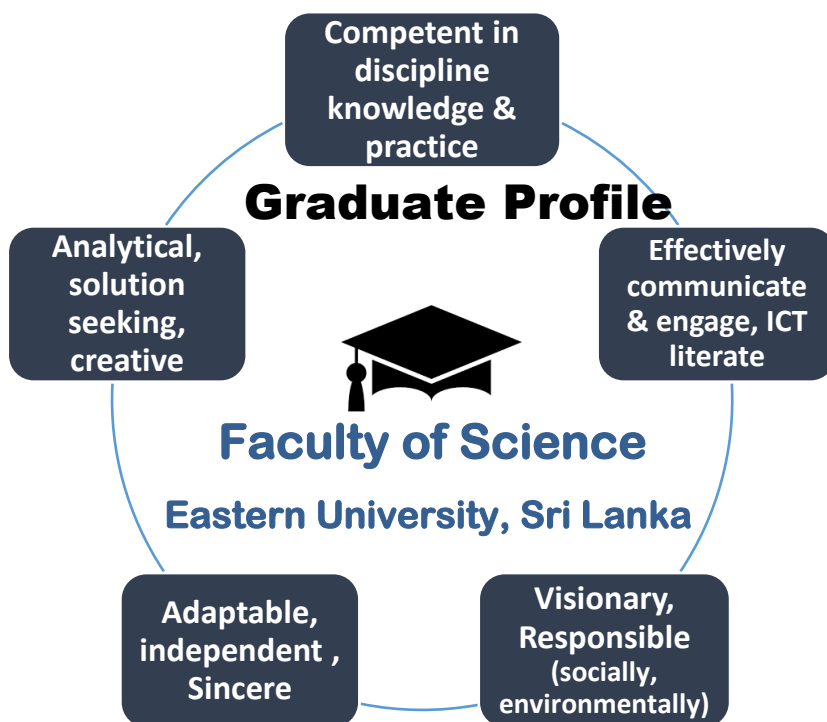 Competent in
discipline
knowledge &
practice
Graduate Profile
Analytical,
solution
seeking,
creative
Effectively
communicate
& engage, ICT
literate
Faculty of Science
Eastern University, Sri Lanka
Adaptable,
independent ,
Sincere
Visionary,
Responsible
(socially,
environmentally)